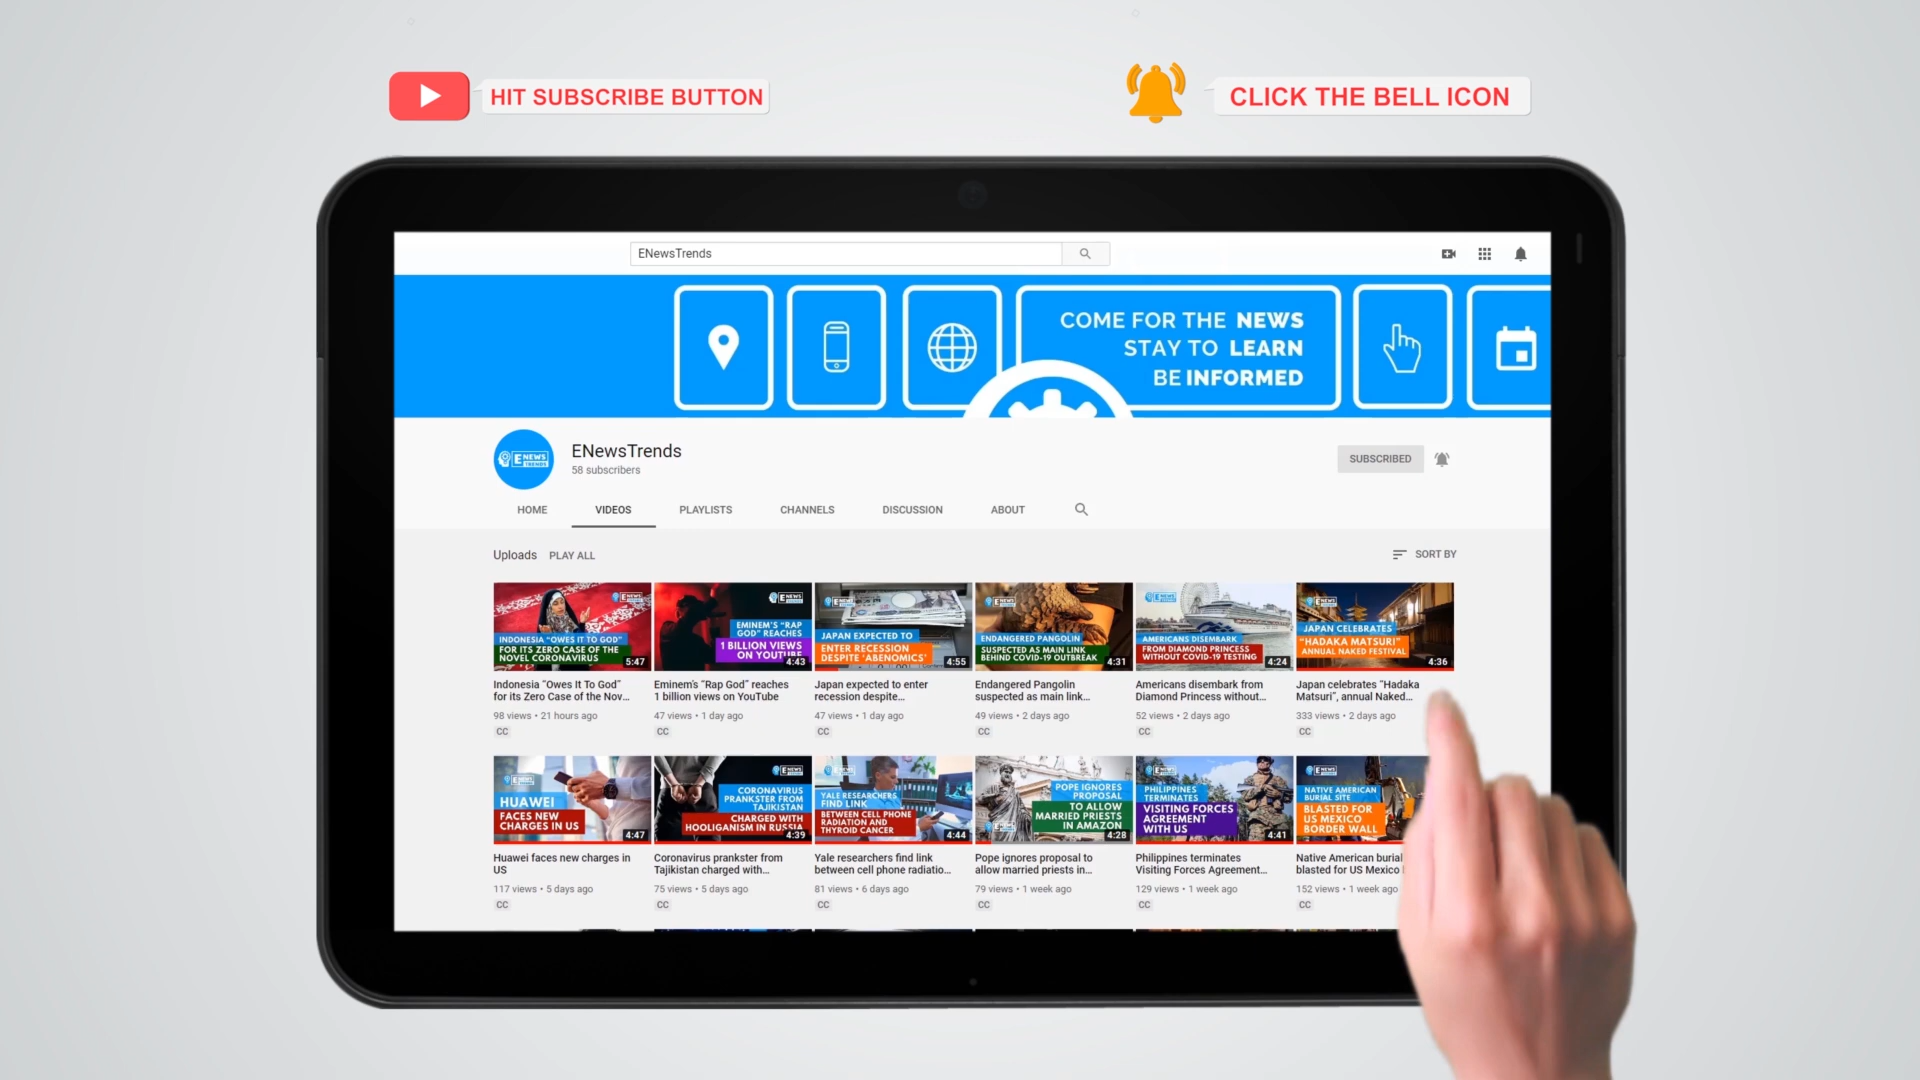 HIT SUBSCRIBE BUTTON
CLICK THE BELL ICON
ENewsTrends
COME FOR THE NEWS
STAY TO LEARN
BE INFORMED
E NEWS
TRENDS
ENewsTrends
58 subscribers
SUBSCRIBED
HOME VIDEOS PLAYLISTS CHANNELS DISCUSSION ABOUT
Uploads PLAY ALL
SORT BY
INDONESIA "OWES IT TO GOD"
FOR ITS ZERO CASE OF THE
NOVEL CORONAVIRUS
5:47
EMINEM'S "RAP
GOD" REACHES
1 BILLION VIEWS
ON YOUTUBE
4:43
JAPAN EXPECTED TO
ENTER RECESSION
DESPITE 'ABENOMICS'
4:55
ENDANGERED PANGOLIN
SUSPECTED AS MAIN LINK
BEHIND COVID-19 OUTBREAK
4:31
AMERICANS DISEMBARK
FROM DIAMOND PRINCESS
WITHOUT COVID-19 TESTING
4:24
JAPAN CELEBRATES
"HADAKA MATSURI"
ANNUAL NAKED FESTIVAL
4:36
Indonesia "Owes It To God"
for its Zero Case of the Nov...
98 views • 21 hours ago
CC
Eminem's "Rap God" reaches
1 billion views on YouTube
47 views • 1 day ago
CC
Japan expected to enter
recession despite...
47 views • 1 day ago
CC
Endangered Pangolin
suspected as main link...
49 views • 2 days ago
CC
Americans disembark from
Diamond Princess without...
52 views • 2 days ago
CC
Japan celebrates "Hadaka
Matsuri", annual Naked...
333 views • 2 days ago
CC
HUAWEI
FACES NEW
CHARGES IN US
4:47
CORONAVIRUS
PRANKSTER FROM
TAJIKISTAN
CHARGED WITH
HOOLIGANISM IN RUSSIA
4:39
YALE RESEARCHERS
FIND LINK
BETWEEN CELL PHONE
RADIATION AND
THYROID CANCER
4:44
POPE IGNORES
PROPOSAL
TO ALLOW
MARRIED PRIESTS
IN AMAZON
4:28
PHILIPPINES
TERMINATES
VISITING FORCES
AGREEMENT
WITH US
4:41
NATIVE AMERICAN
BURIAL SITE
BLASTED FOR
US MEXICO
BORDER WALL
Huawei faces new charges in
US
117 views • 5 days ago
CC
Coronavirus prankster from
Tajikistan charged with...
75 views • 5 days ago
CC
Yale researchers find link
between cell phone radiatio...
81 views • 6 days ago
CC
Pope ignores proposal to
allow married priests in...
79 views • 1 week ago
CC
Philippines terminates
Visiting Forces Agreement...
129 views • 1 week ago
CC
Native American burial
blasted for US Mexico
152 views • 1 week ago
CC